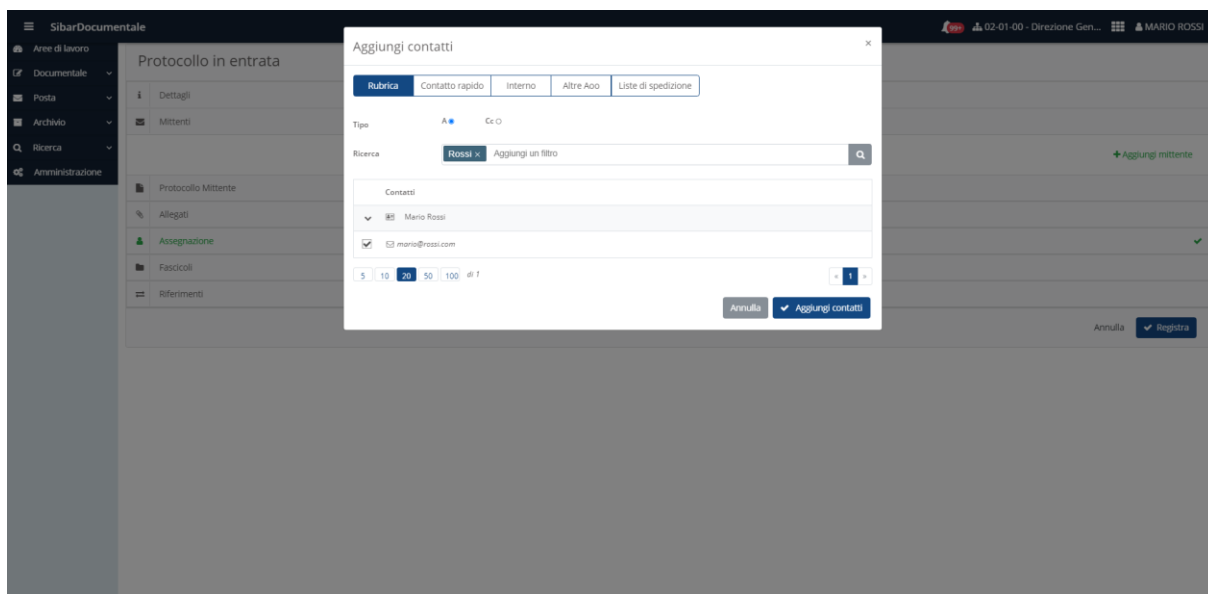 SibarDocumentale
99+ 02-01-00 - Direzione Gen... MARIO ROSSI
Aree di lavoro
Documentale
Posta
Archivio
Ricerca
Amministrazione
Protocollo in entrata
Dettagli
Mittenti
+ Aggiungi mittente
Protocollo Mittente
Allegati
Assegnazione
Fascicoli
Riferimenti
Annulla Registra
Aggiungi contatti ×
Rubrica Contatto rapido Interno Altre Aoo Liste di spedizione
Tipo A Cc
Ricerca Rossi × Aggiungi un filtro
Contatti
Mario Rossi
mario@rossi.com
5 10 20 50 100 di 1 « 1 »
Annulla Aggiungi contatti